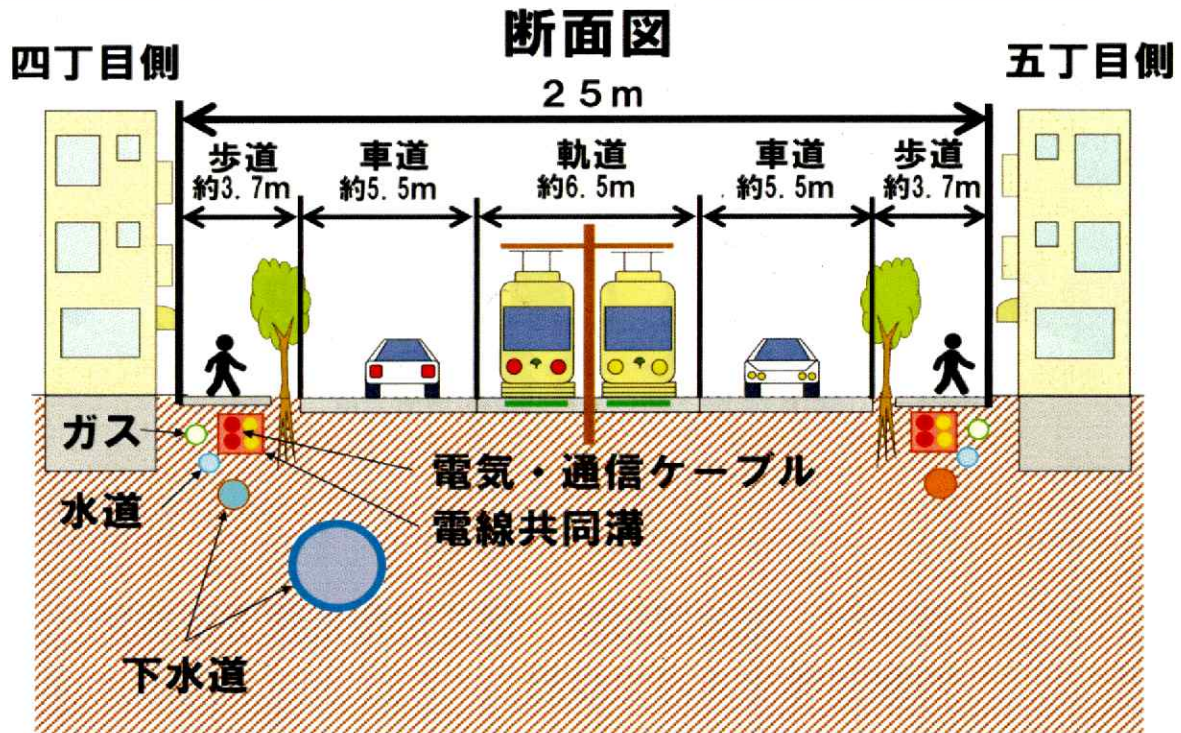 断面図
四丁目側
五丁目側
25m
歩道
約3.7m
車道
約5.5m
軌道
約6.5m
車道
約5.5m
歩道
約3.7m
ガス
電気・通信ケーブル
水道
電線共同溝
下水道